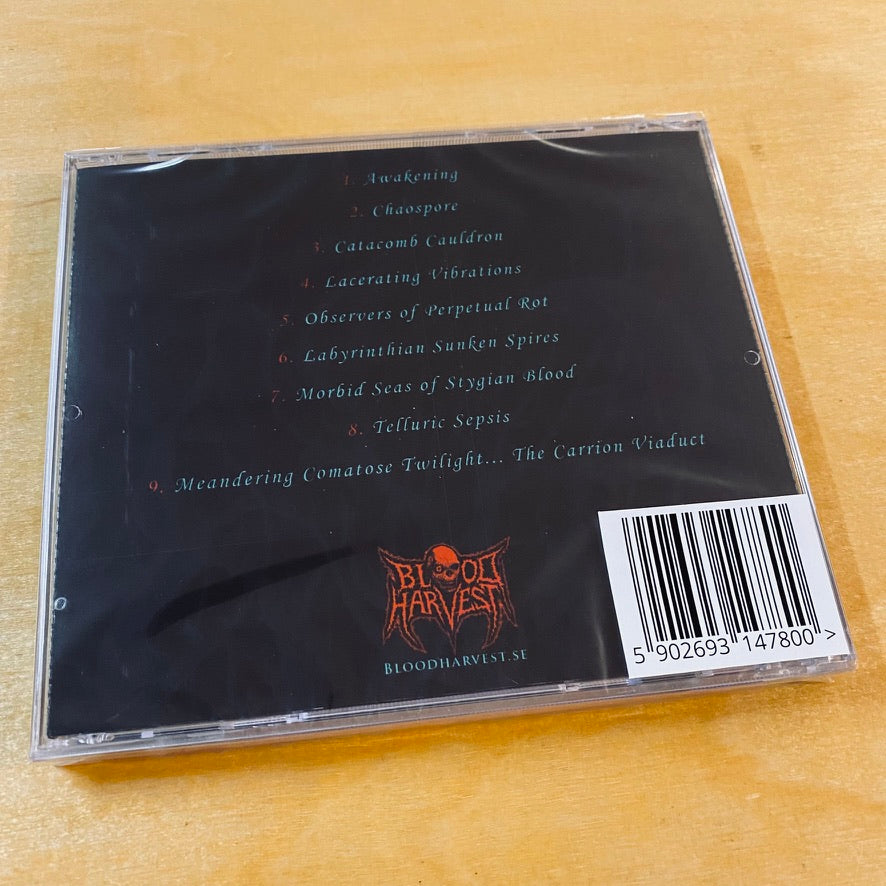 1. Awakening
2. Chaospore
3. Catacomb Cauldron
4. Lacerating Vibrations
5. Observers of Perpetual Rot
6. Labyrinthian Sunken Spires
7. Morbid Seas of Stygian Blood
8. Telluric Sepsis
9. Meandering Comatose Twilight... The Carrion Viaduct
BLOOD
HARVEST
BLOODHARVEST.SE
5 902693 147800 >